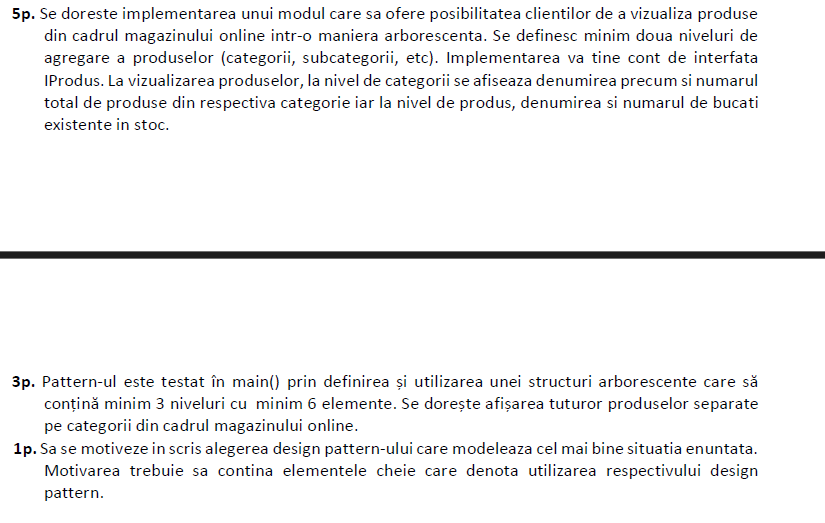 5p. Se doreste implementarea unui modul care sa ofere posibilitatea clientilor de a vizualiza produse
din cadrul magazinului online intr-o maniera arborescenta. Se definesc minim doua niveluri de
agregare a produselor (categorii, subcategorii, etc). Implementarea va tine cont de interfata
IProdus. La vizualizarea produselor, la nivel de categorii se afiseaza denumirea precum si numarul
total de produse din respectiva categorie iar la nivel de produs, denumirea si numarul de bucati
existente in stoc.
3p. Pattern-ul este testat în main() prin definirea și utilizarea unei structuri arborescente care să
conțină minim 3 niveluri cu minim 6 elemente. Se dorește afișarea tuturor produselor separate
pe categorii din cadrul magazinului online.
1p. Sa se motiveze in scris alegerea design pattern-ului care modeleaza cel mai bine situatia enuntata.
Motivarea trebuie sa contina elementele cheie care denota utilizarea respectivului design
pattern.